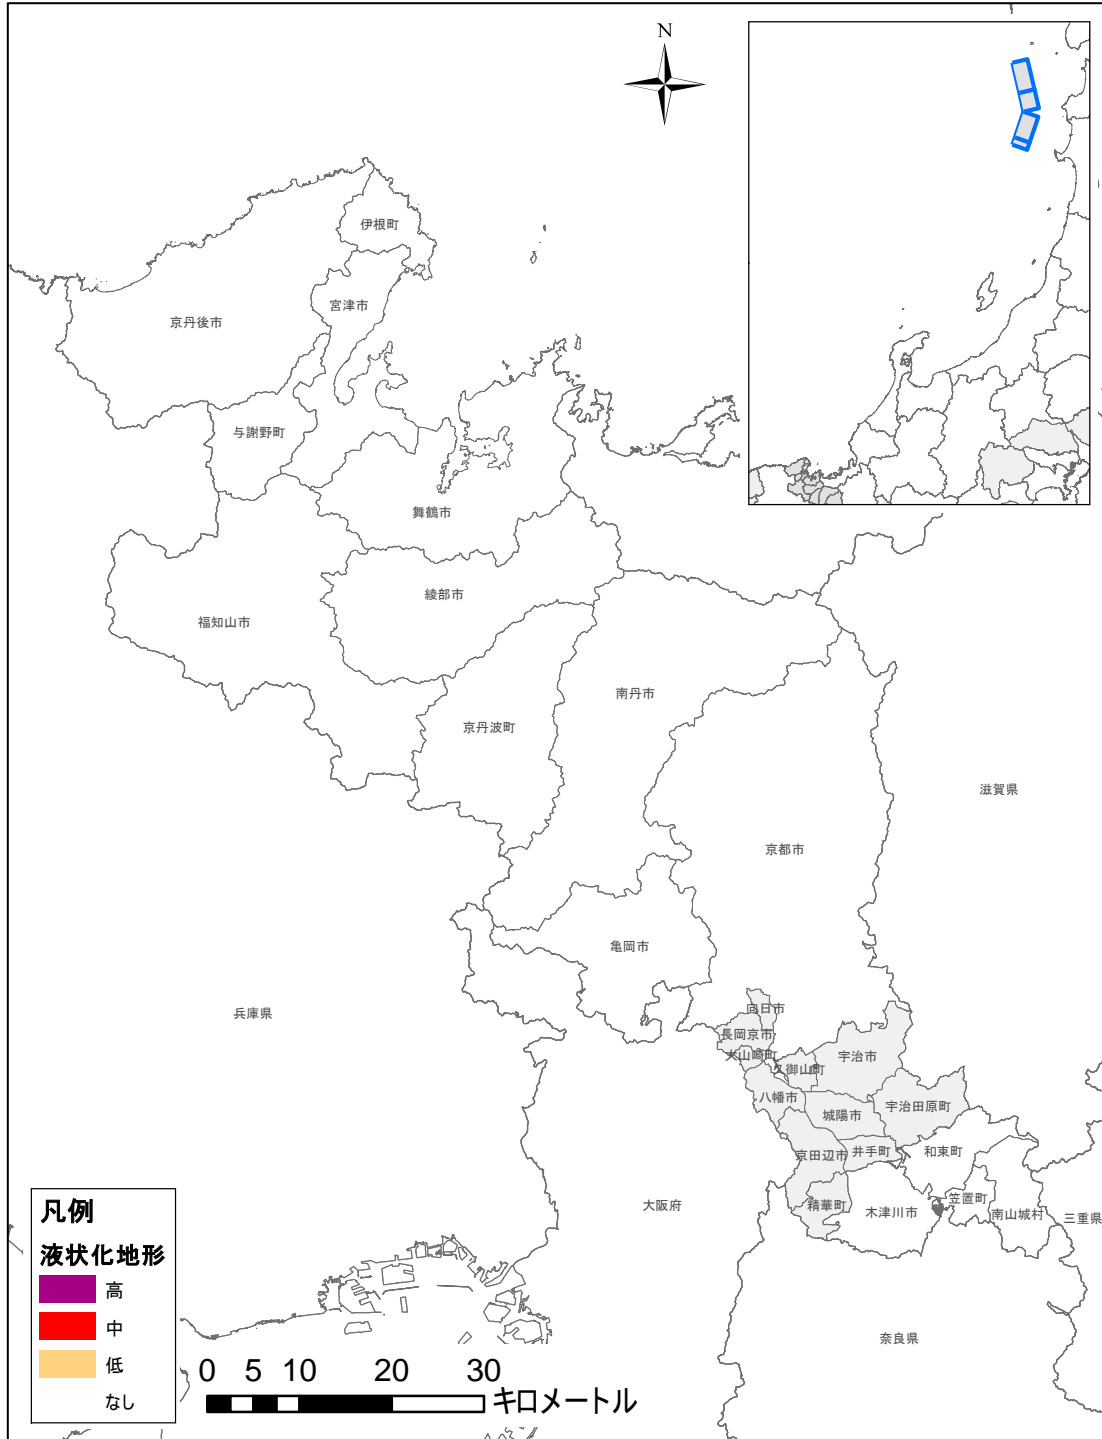 N
伊根町
宮津市
京丹後市
与謝野町
舞鶴市
綾部市
福知山市
南丹市
京丹波町
滋賀県
京都市
亀岡市
兵庫県
向日市
長岡京市
大山崎町
宇治市
久御山町
八幡市
宇治田原町
城陽市
井手町
和束町
京田辺市
笠置町
精華町
木津川市
南山城村
三重県
大阪府
奈良県
凡例
液状化地形
高
中
低
なし
0 5 10 20 30
キロメートル